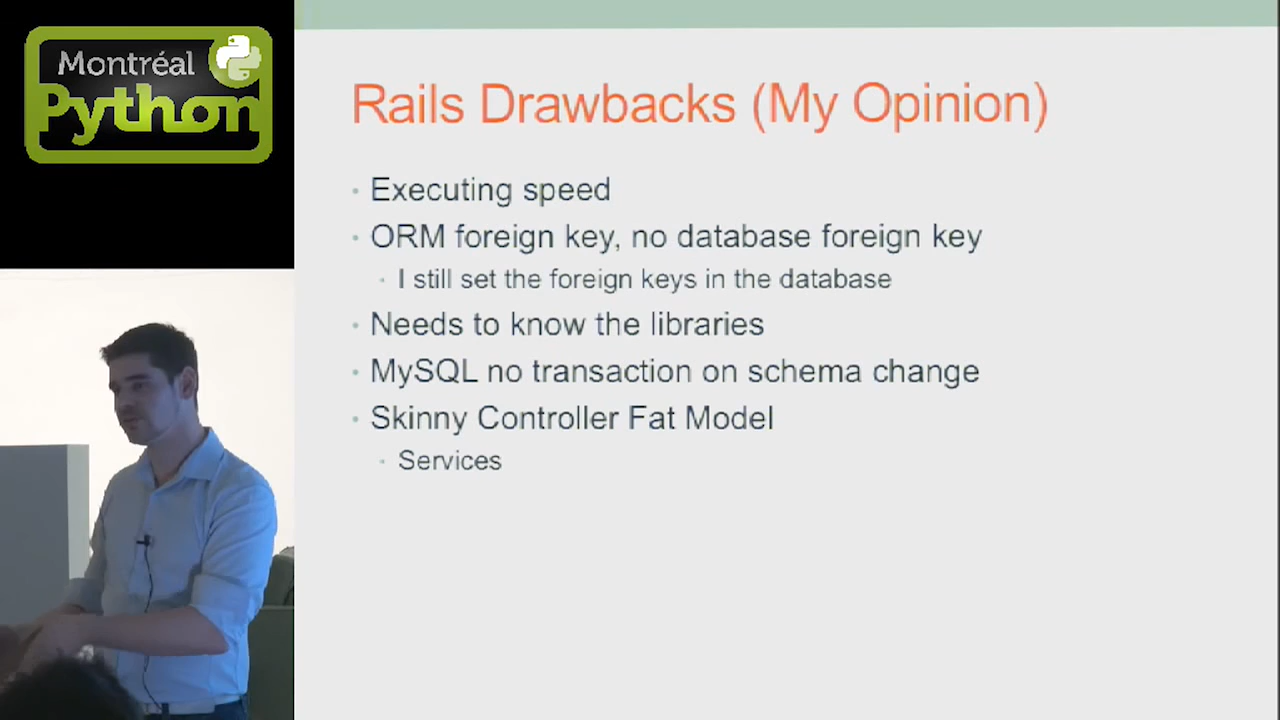 Montréal
Python
Rails Drawbacks (My Opinion)
• Executing speed
• ORM foreign key, no database foreign key
• I still set the foreign keys in the database
• Needs to know the libraries
• MySQL no transaction on schema change
• Skinny Controller Fat Model
• Services